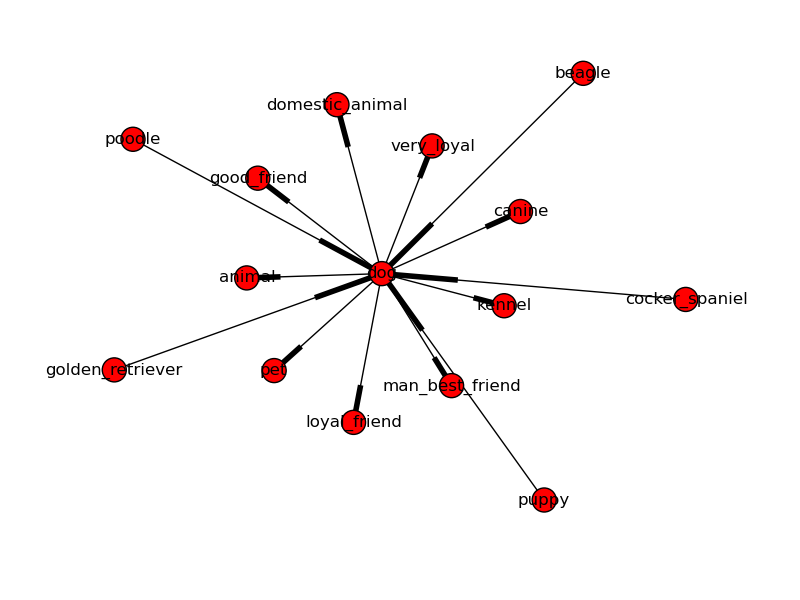 beagle
domestic_animal
poodle
very_loyal
good_friend
canine
dog
animal
cocker_spaniel
kennel
golden_retriever
pet
man_best_friend
loyal_friend
puppy